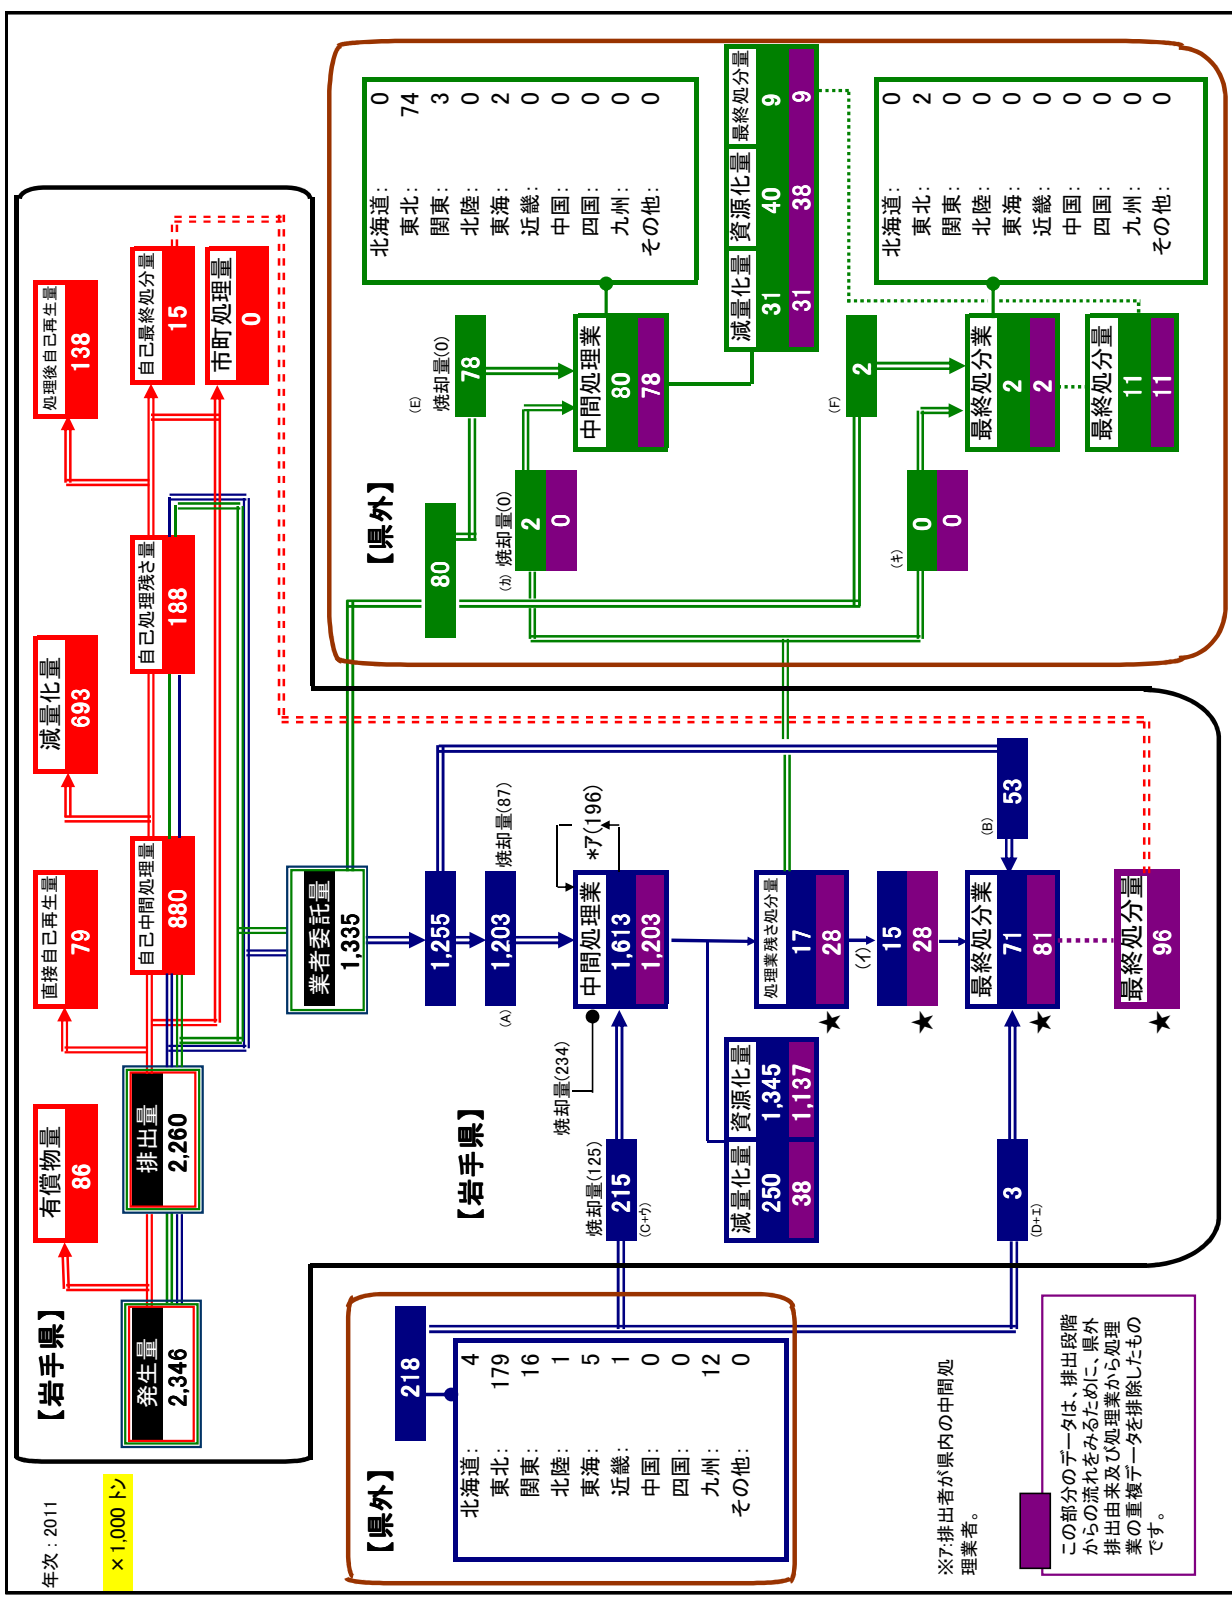 年次：2011
×1,000 トン
【岩手県】
発生量
2,346
有償物量
86
排出量
2,260
直接自己再生量
79
自己中間処理量
880
減量化量
693
自己処理残さ量
188
処理後自己再生量
138
自己最終処分量
15
市町処理量
0
業者委託量
1,335
【県外】
218
北海道： 4
東北： 179
関東： 16
北陸： 1
東海： 5
近畿： 1
中国： 0
四国： 0
九州： 12
その他： 0
【岩手県】
1,255
1,203
(A)
焼却量(87)
焼却量(234)
中間処理業
1,613
1,203
*ア(196)
焼却量(125)
215
(C+ウ)
減量化量
250
38
資源化量
1,345
1,137
処理業残さ処分量
17
28
★
(イ)
15
28
★
3
(D+エ)
最終処分業
71
81
★
(B)
53
最終処分量
96
★
【県外】
80
(E)
焼却量(0)
78
(カ)
焼却量(0)
2
0
中間処理業
80
78
北海道： 0
東北： 74
関東： 3
北陸： 0
東海： 2
近畿： 0
中国： 0
四国： 0
九州： 0
その他： 0
減量化量
31
31
資源化量
40
38
最終処分量
9
9
(F)
2
(キ)
0
0
最終処分業
2
2
北海道： 0
東北： 2
関東： 0
北陸： 0
東海： 0
近畿： 0
中国： 0
四国： 0
九州： 0
その他： 0
最終処分量
11
11
※ア:排出者が県内の中間処
理業者。
この部分のデータは、排出段階
からの流れをみるために、県外
排出由来及び処理業から処理
業の重複データを排除したもの
です。